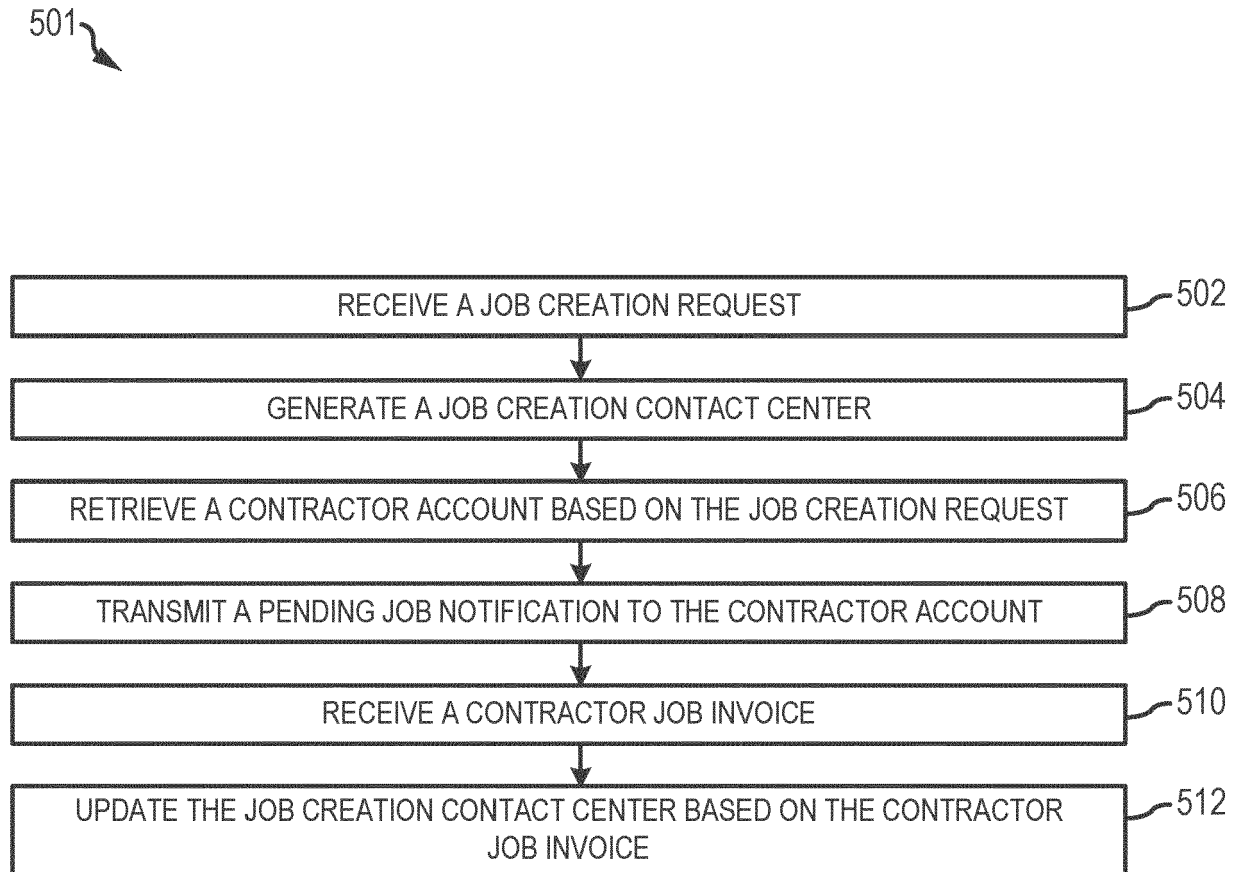 501
RECEIVE A JOB CREATION REQUEST
502
GENERATE A JOB CREATION CONTACT CENTER
504
RETRIEVE A CONTRACTOR ACCOUNT BASED ON THE JOB CREATION REQUEST
506
TRANSMIT A PENDING JOB NOTIFICATION TO THE CONTRACTOR ACCOUNT
508
RECEIVE A CONTRACTOR JOB INVOICE
510
UPDATE THE JOB CREATION CONTACT CENTER BASED ON THE CONTRACTOR
JOB INVOICE
512